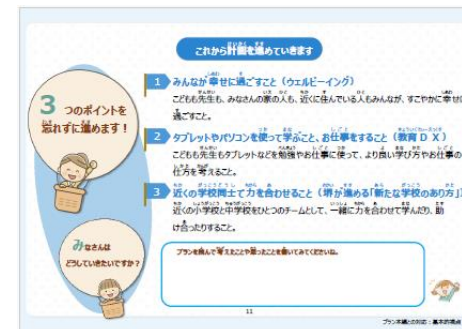 これから計画を進めていきます
3 つのポイントを
忘れずに進めます！
1 みんなが幸せに過ごすこと（ウェルビーイング）
こどもも先生も、みなさんの家の人も、近くに住んでいる人もみんなが、すこやかに幸せに
過ごすこと。
2 タブレットやパソコンを使って学ぶこと、お仕事をすること（教育ＤＸ）
こどもも先生もタブレットなどを勉強やお仕事に使って、より良い学び方やお仕事の
仕方を考えること。
3 近くの学校同士で力を合わせること（堺が進める「新たな学校のあり方」
近くの小学校と中学校をひとつのチームとして、一緒に力を合わせて学んだり、助
け合ったりすること。
みなさんは
どうしていきたいですか？
プランを読んで考えたことや思ったことを書いてみてくださいね。
11
プラン本編との対応：基本的視点